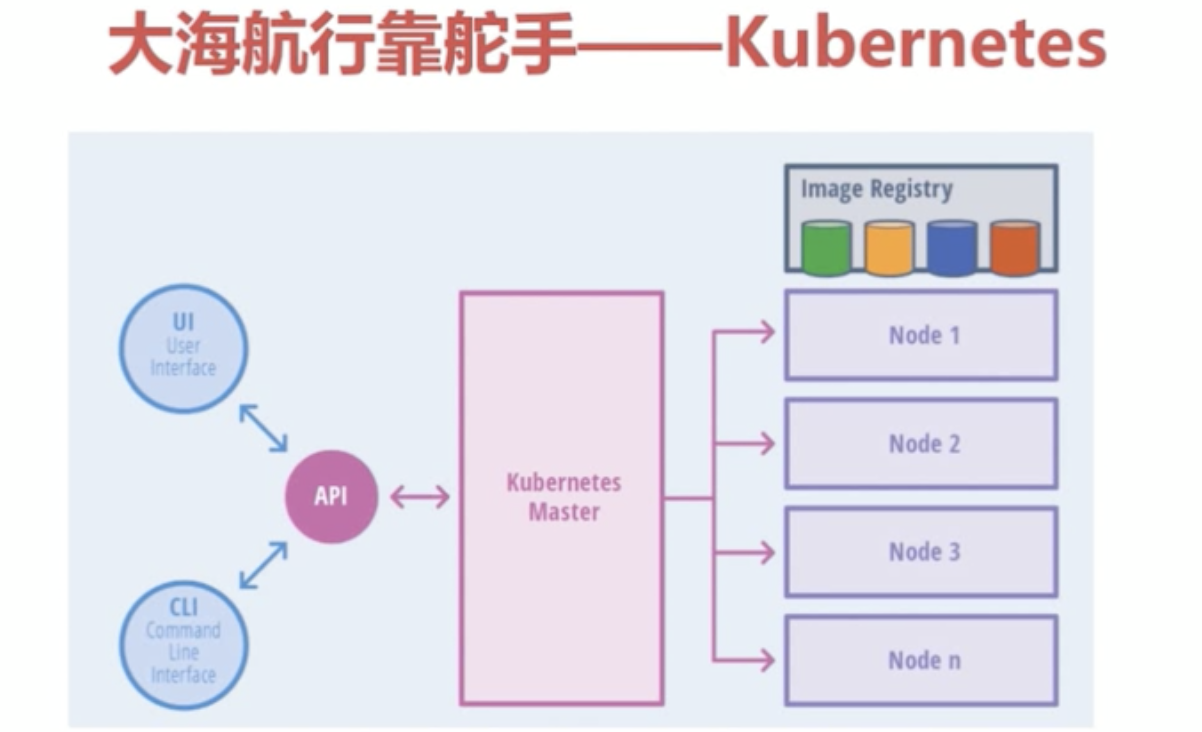 大海航行靠舵手——Kubernetes
Image Registry
UI
User
Interface
API
CLI
Command
Line
Interface
Kubernetes
Master
Node 1
Node 2
Node 3
Node n